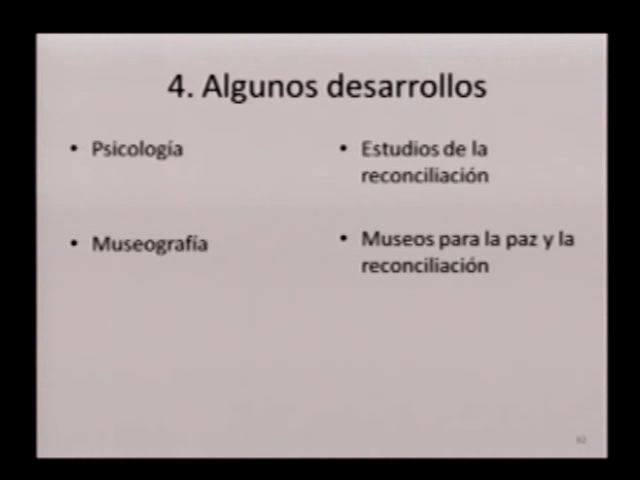 4. Algunos desarrollos
• Psicología
• Estudios de la
reconciliación
• Museografía
• Museos para la paz y la
reconciliación